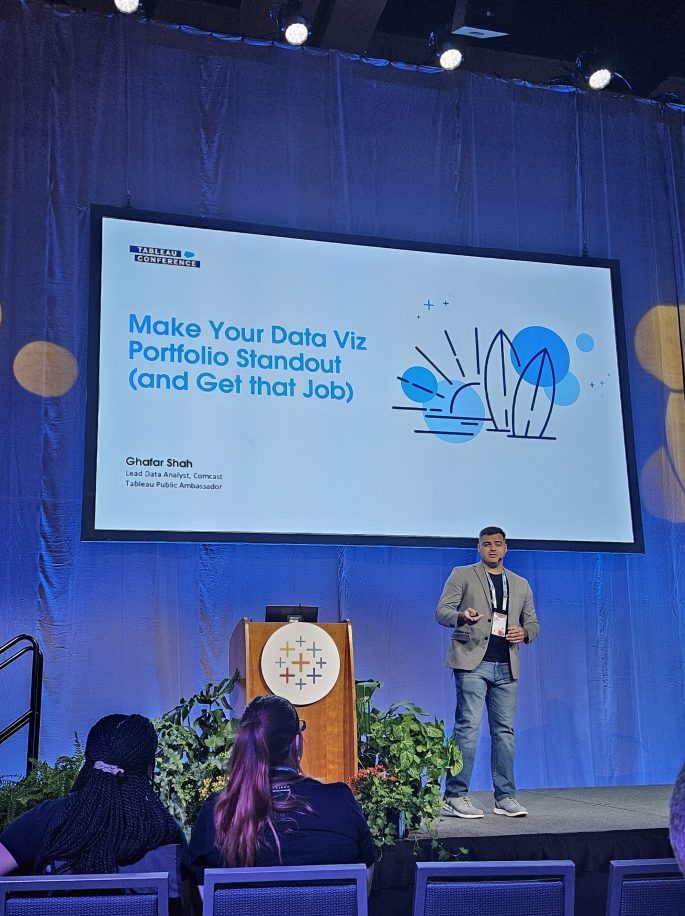 TABLEAU
CONFERENCE
Make Your Data Viz
Portfolio Standout
(and Get that Job)
Ghafar Shah
Lead Data Analyst, Comcast
Tableau Public Ambassador